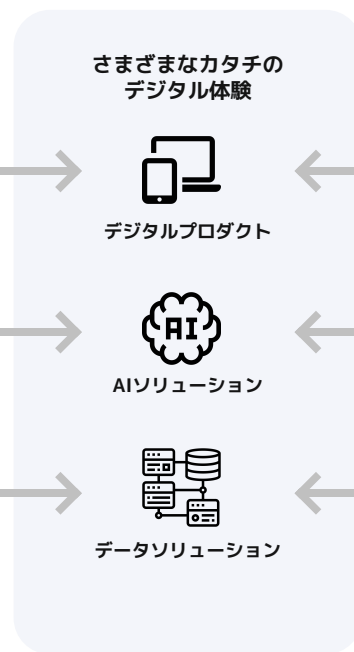 さまざまなカタチの
デジタル体験
デジタルプロダクト
AI
AIソリューション
データソリューション